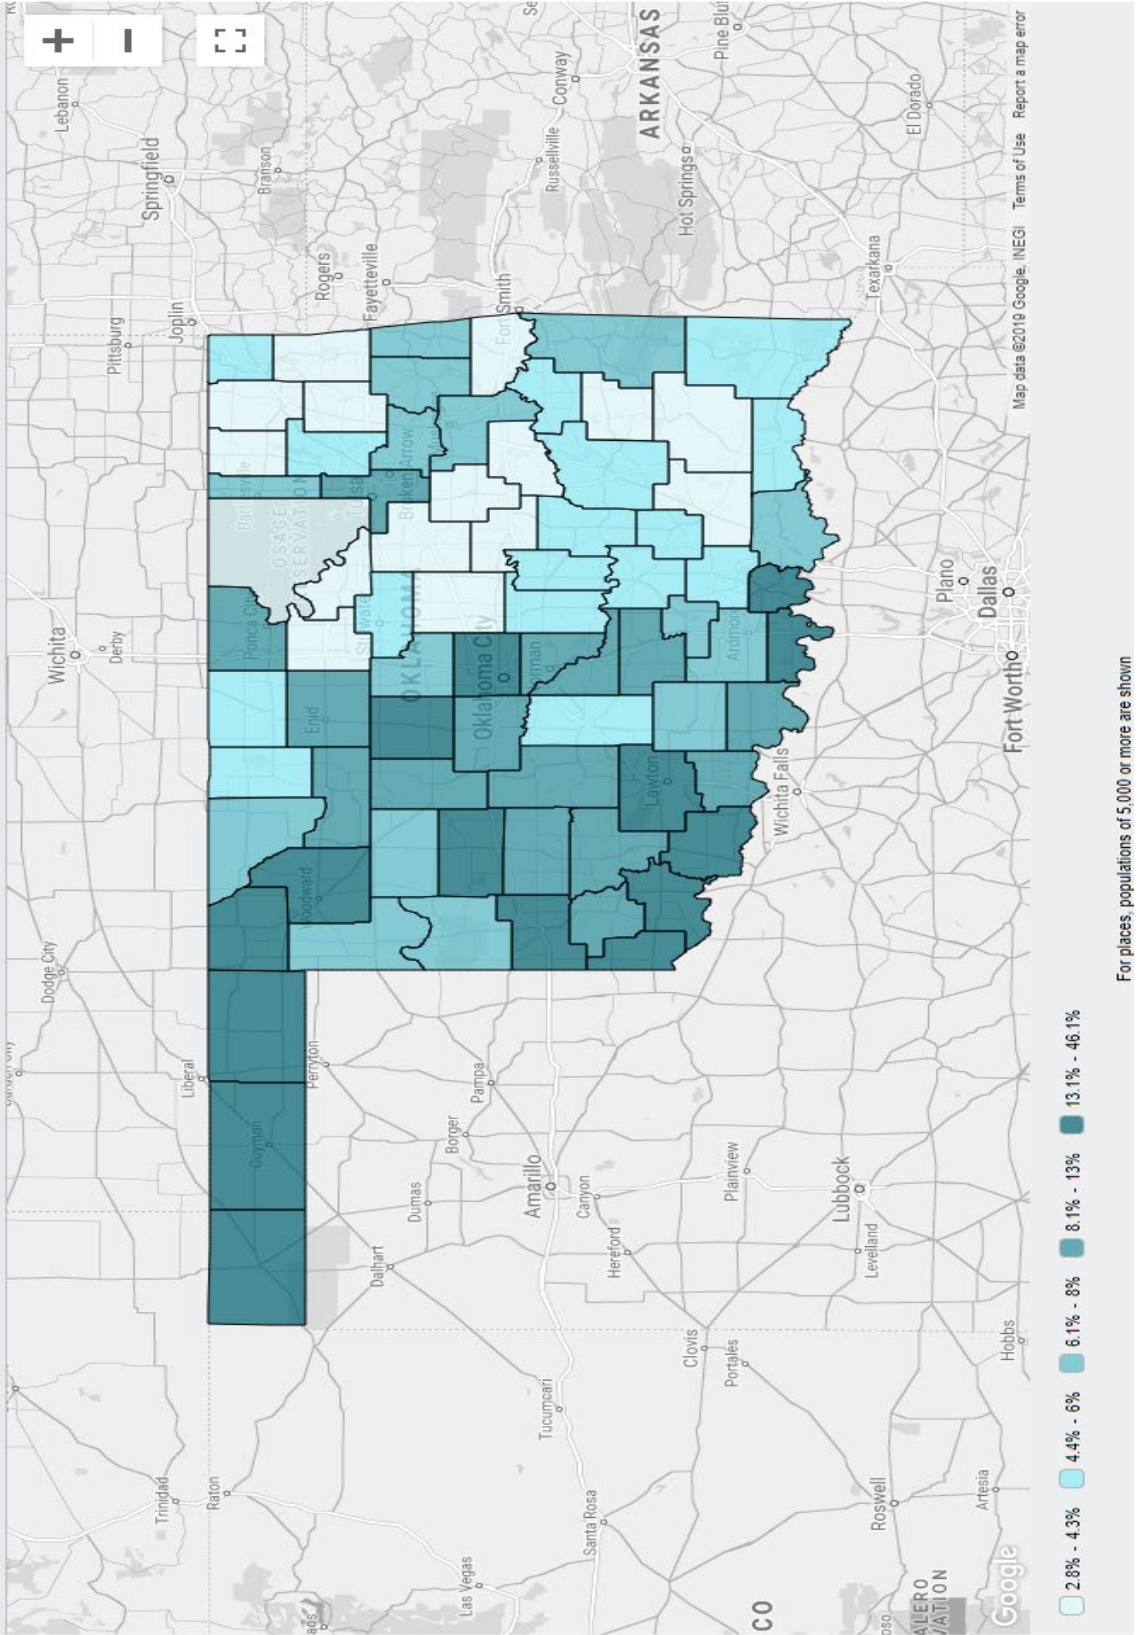 Lebanon
Springfield
Branson
Pittsburg
Joplin
Rogers
Fayetteville
Russellville
Conway
ARKANSAS
Pine Bluf
Hot Springs
El Dorado
Texarkana
Fort Smith
Wichita
Derby
Bartlesville
OSAGE
Tulsa
Broken Arrow
Ponca City
Stillwater
OKLAHOMA
Oklahoma City
Norman
Enid
Ardmore
Lawton
Wichita Falls
Plano
Dallas
Fort Worth
Dodge City
Woodward
Liberal
Guymon
Perryton
Pampa
Borger
Dumas
Amarillo
Canyon
Hereford
Dalhart
Plainview
Lubbock
Levelland
Clovis
Portales
Hobbs
Tucumcari
Trinidad
Raton
Santa Rosa
Las Vegas
Roswell
Artesia
CO
ALERO
VATION
Google
Map data ©2019 Google, INEGI Terms of Use Report a map error
2.8% - 4.3% 4.4% - 6% 6.1% - 8% 8.1% - 13% 13.1% - 46.1%
For places, populations of 5,000 or more are shown